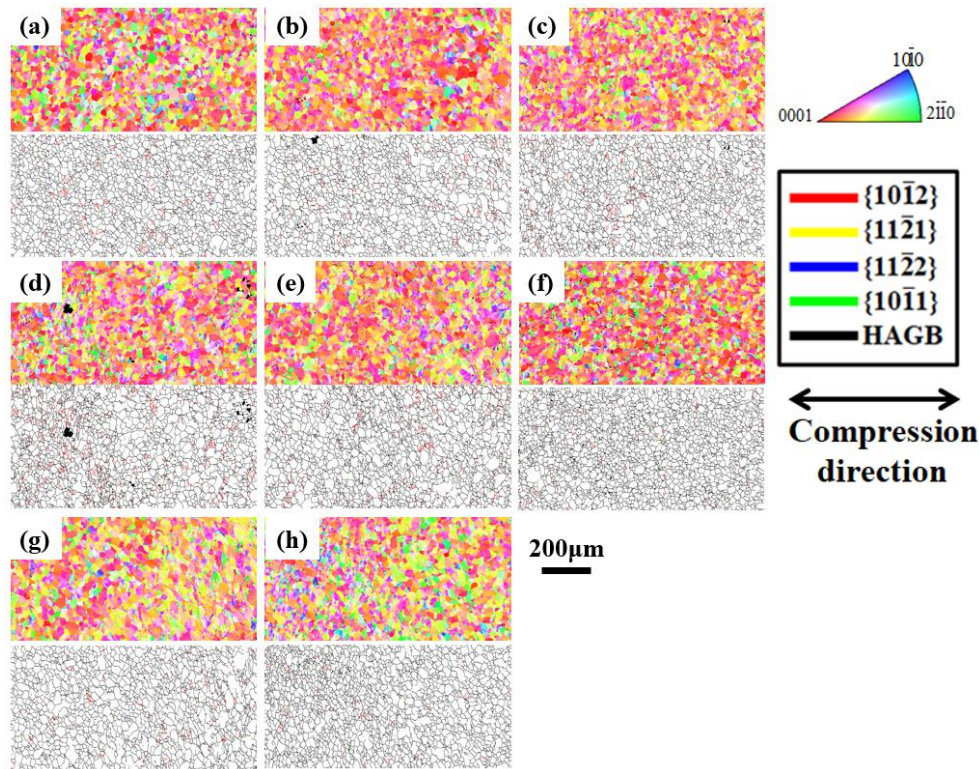 (a)
(b)
(c)
101̄0
0001
21̄1̄0
{101̄2}
{112̄1}
{112̄2}
{101̄1}
HAGB
(d)
(e)
(f)
Compression
direction
(g)
(h)
200μm